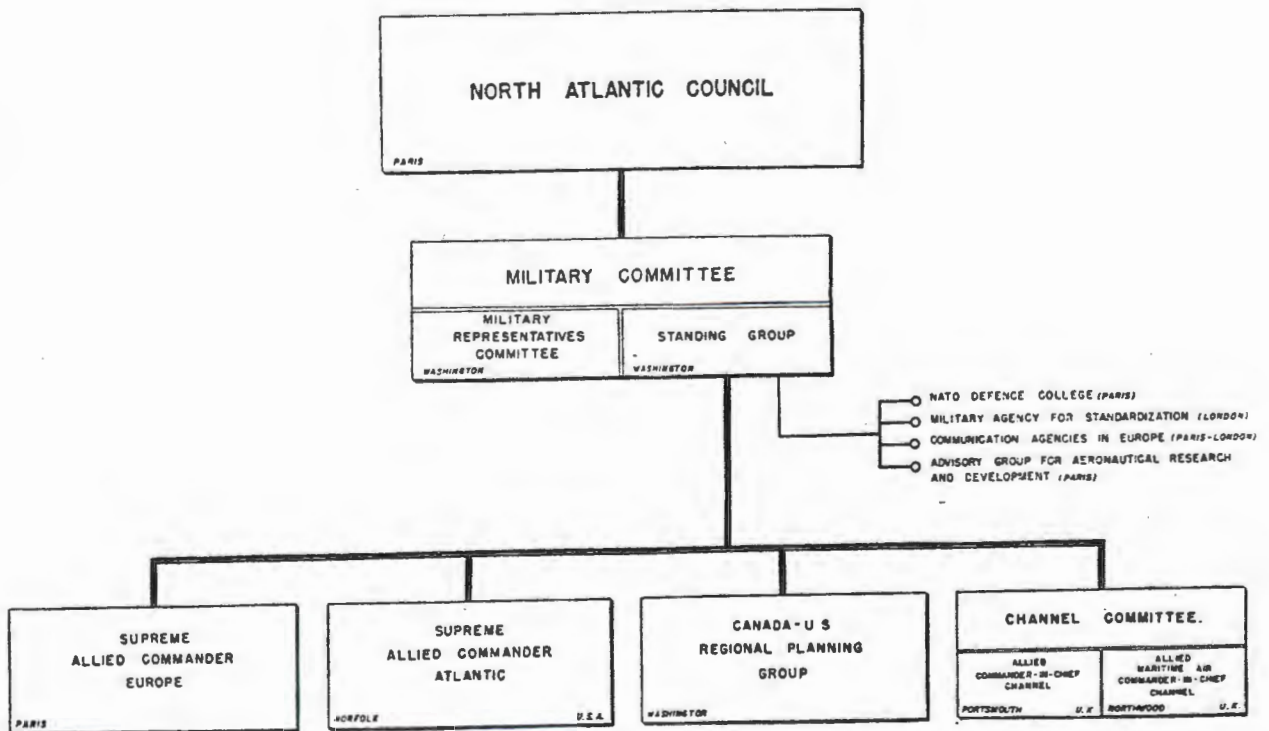 NORTH ATLANTIC COUNCIL
PARIS
MILITARY COMMITTEE
MILITARY
REPRESENTATIVES
COMMITTEE
WASHINGTON
STANDING GROUP
WASHINGTON
NATO DEFENCE COLLEGE (PARIS)
MILITARY AGENCY FOR STANDARDIZATION (LONDON)
COMMUNICATION AGENCIES IN EUROPE (PARIS-LONDON)
ADVISORY GROUP FOR AERONAUTICAL RESEARCH
AND DEVELOPMENT (PARIS)
SUPREME
ALLIED COMMANDER
EUROPE
PARIS
SUPREME
ALLIED COMMANDER
ATLANTIC
NORFOLK U.S.A.
CANADA-U S
REGIONAL PLANNING
GROUP
WASHINGTON
CHANNEL COMMITTEE.
ALLIED
COMMANDER-IN-CHIEF
CHANNEL
PORTSMOUTH U.K
ALLIED
MARITIME AIR
COMMANDER-IN-CHIEF
CHANNEL
NORTHWOOD U.K.